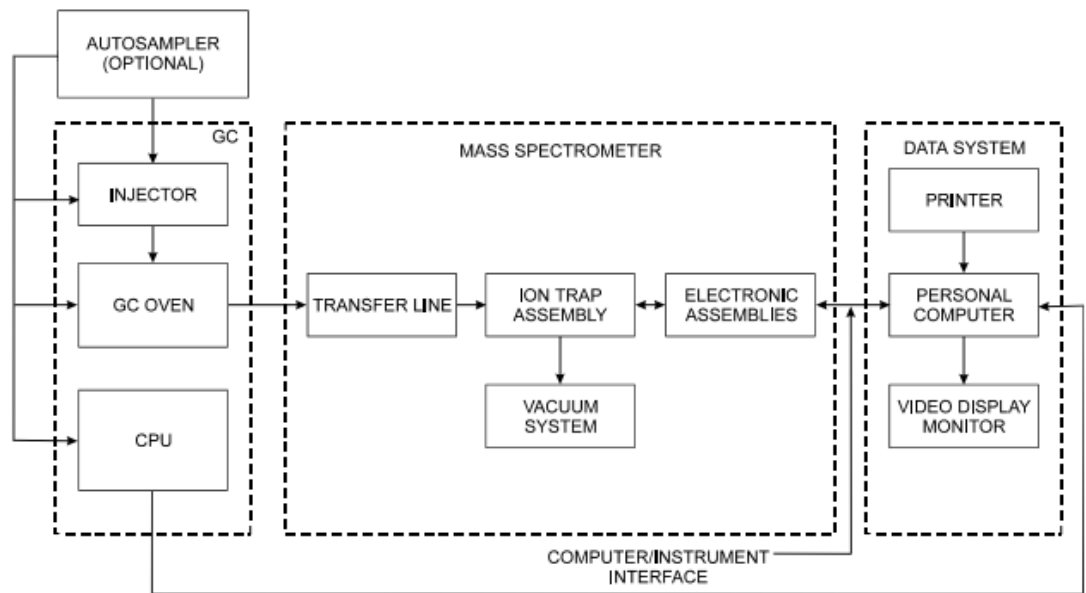 AUTOSAMPLER
(OPTIONAL)
GC
INJECTOR
GC OVEN
CPU
MASS SPECTROMETER
TRANSFER LINE
ION TRAP
ASSEMBLY
ELECTRONIC
ASSEMBLIES
VACUUM
SYSTEM
DATA SYSTEM
PRINTER
PERSONAL
COMPUTER
VIDEO DISPLAY
MONITOR
COMPUTER/INSTRUMENT
INTERFACE